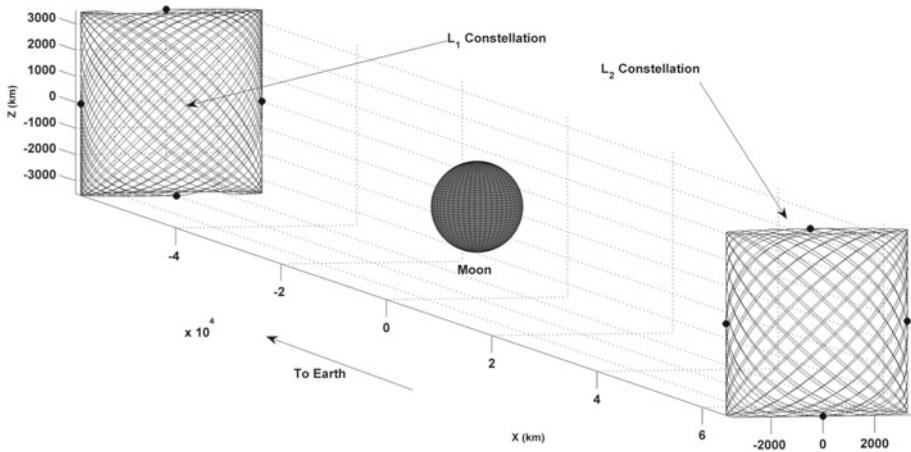 3000
2000
1000
0
-1000
-2000
-3000
Z (km)
L1 Constellation
L2 Constellation
Moon
-4
-2
0
2
4
6
x 10^4
To Earth
X (km)
-2000
0
2000